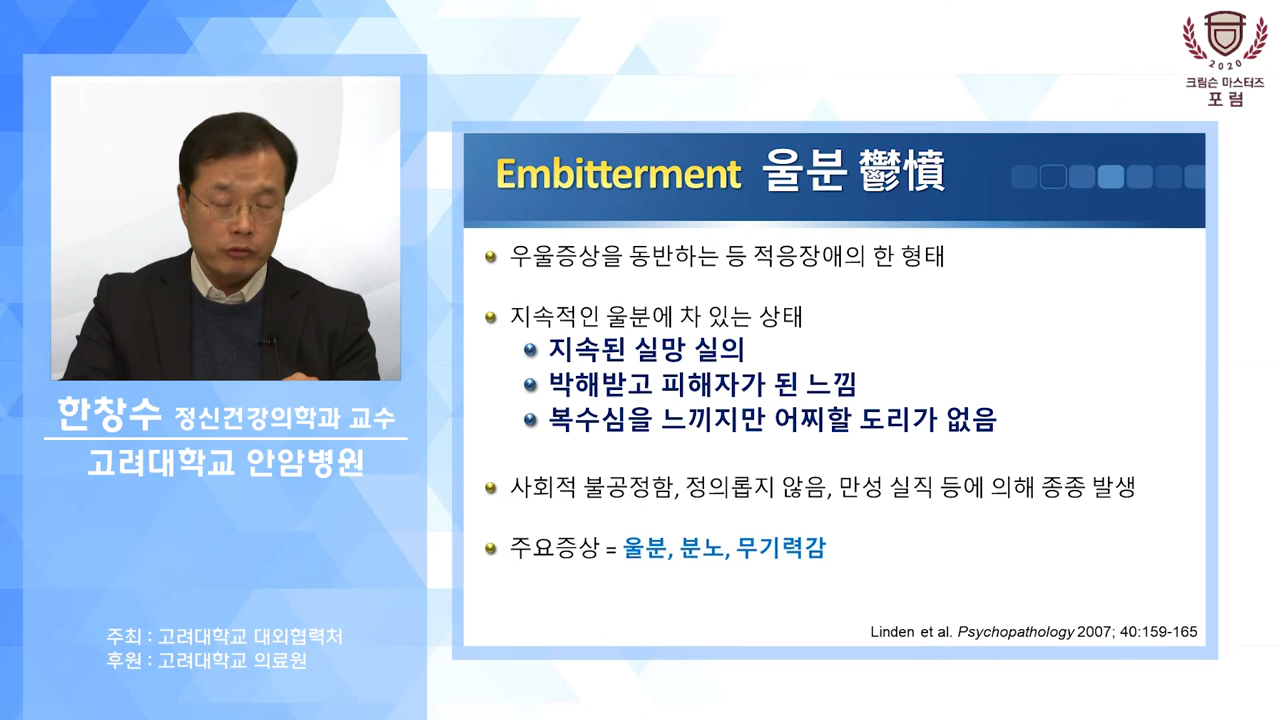 2020
크림슨 마스터즈
포럼
Embitterment 울분 鬱憤
우울증상을 동반하는 등 적응장애의 한 형태
지속적인 울분에 차 있는 상태
지속된 실망 실의
박해받고 피해자가 된 느낌
복수심을 느끼지만 어찌할 도리가 없음
사회적 불공정함, 정의롭지 않음, 만성 실직 등에 의해 종종 발생
주요증상 = 울분, 분노, 무기력감
Linden et al. Psychopathology 2007; 40:159-165
한창수 정신건강의학과 교수
고려대학교 안암병원
주최 : 고려대학교 대외협력처
후원 : 고려대학교 의료원